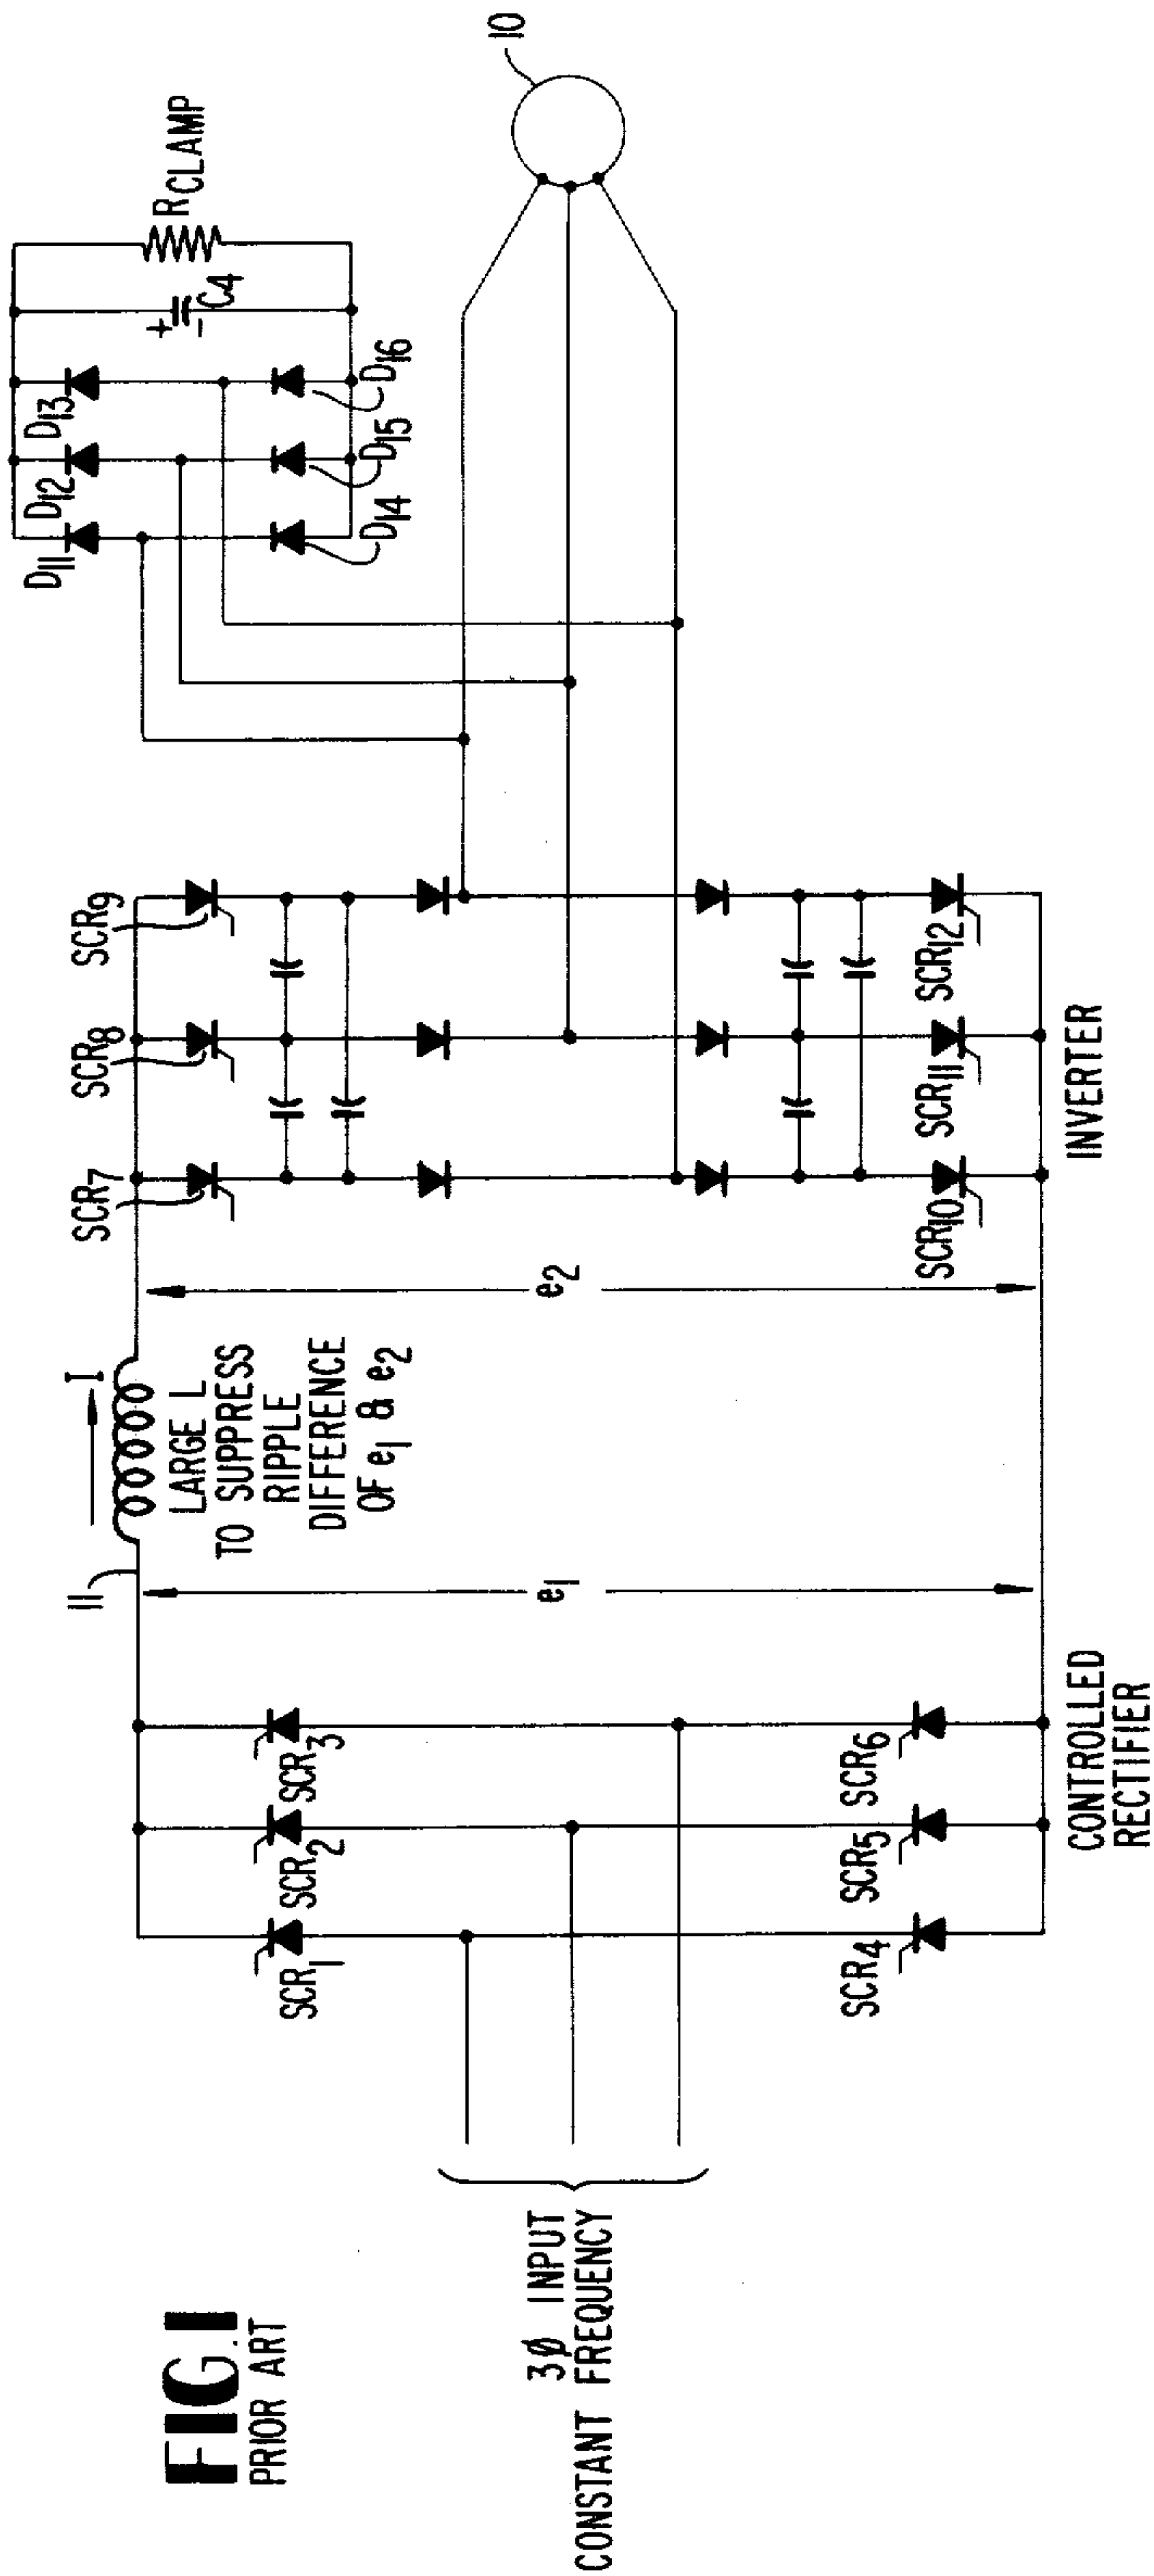 FIG.1
PRIOR ART
3ø INPUT
CONSTANT FREQUENCY
SCR1
SCR2
SCR3
SCR4
SCR5
SCR6
CONTROLLED
RECTIFIER
11
e1
I
LARGE L
TO SUPPRESS
RIPPLE
DIFFERENCE
OF e1 & e2
e2
SCR7
SCR8
SCR9
SCR10
SCR11
SCR12
INVERTER
D11
D12
D13
D14
D15
D16
+
-
C4
RCLAMP
10